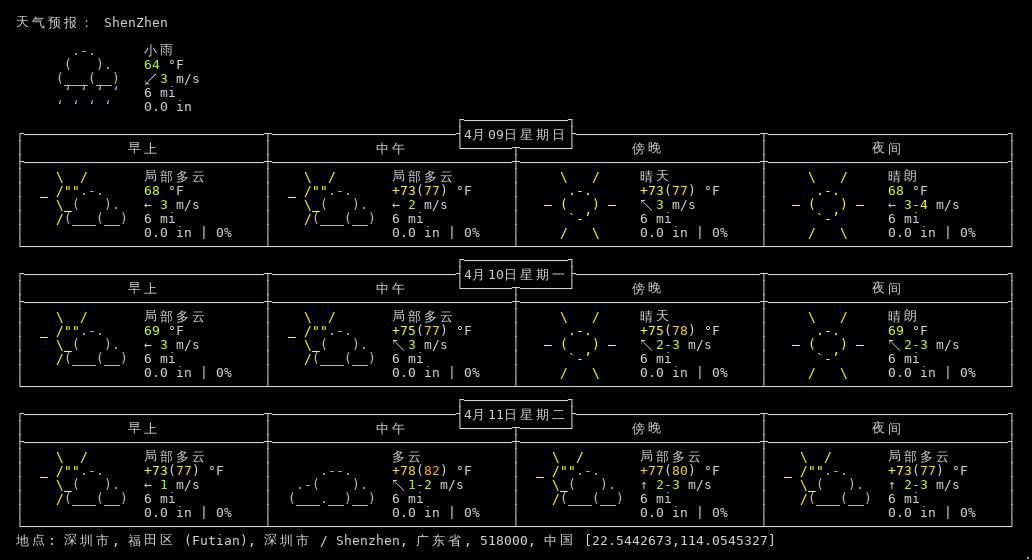 天气预报： ShenZhen
小雨
64 °F
↙ 3 m/s
6 mi
0.0 in
4月09日星期日
早上 中午 傍晚 夜间
局部多云 局部多云 晴天 晴朗
68 °F +73(77) °F +73(77) °F 68 °F
← 3 m/s ← 2 m/s ↖ 3 m/s ← 3-4 m/s
6 mi 6 mi 6 mi 6 mi
0.0 in | 0% 0.0 in | 0% 0.0 in | 0% 0.0 in | 0%
4月10日星期一
早上 中午 傍晚 夜间
局部多云 局部多云 晴天 晴朗
69 °F +75(77) °F +75(78) °F 69 °F
← 3 m/s ↖ 3 m/s ↖ 2-3 m/s ↖ 2-3 m/s
6 mi 6 mi 6 mi 6 mi
0.0 in | 0% 0.0 in | 0% 0.0 in | 0% 0.0 in | 0%
4月11日星期二
早上 中午 傍晚 夜间
局部多云 多云 局部多云 局部多云
+73(77) °F +78(82) °F +77(80) °F +73(77) °F
← 1 m/s ↖ 1-2 m/s ↑ 2-3 m/s ↑ 2-3 m/s
6 mi 6 mi 6 mi 6 mi
0.0 in | 0% 0.0 in | 0% 0.0 in | 0% 0.0 in | 0%
地点: 深圳市, 福田区 (Futian), 深圳市 / Shenzhen, 广东省, 518000, 中国 [22.5442673,114.0545327]